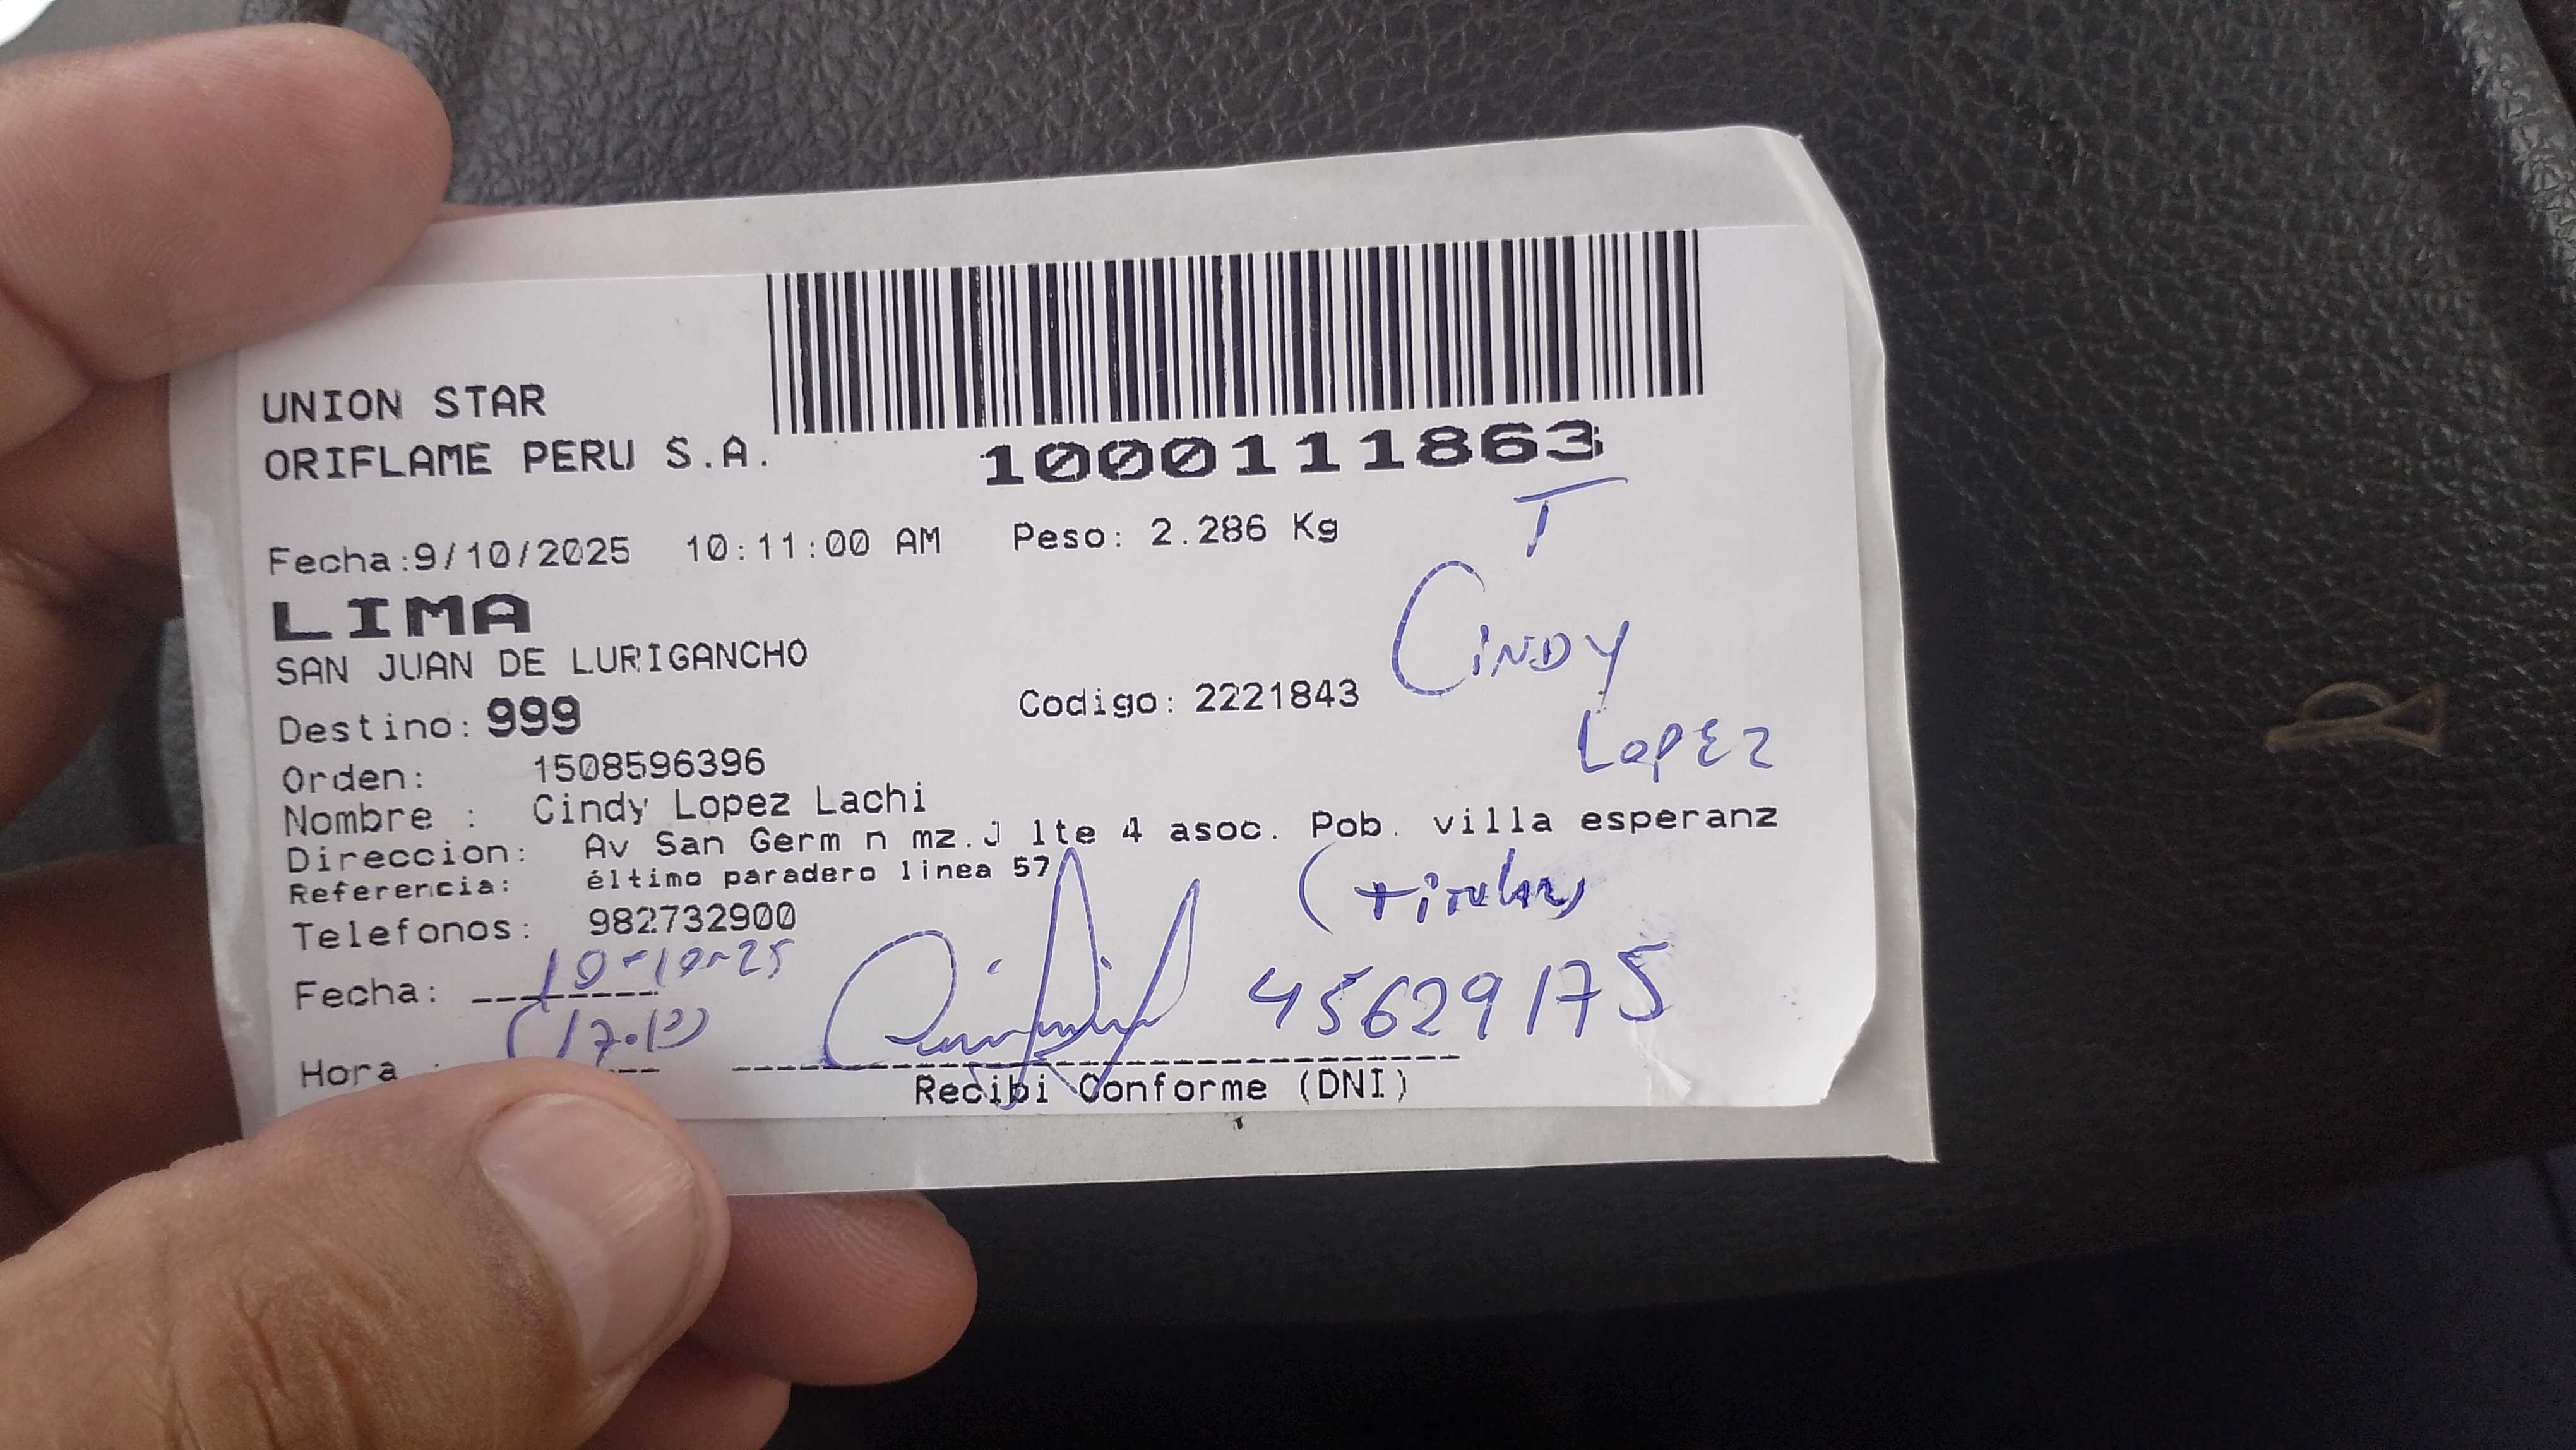 UNION STAR
ORIFLAME PERU S.A.
1000111863
Fecha:9/10/2025 10:11:00 AM Peso: 2.286 Kg
T
LIMA
SAN JUAN DE LURIGANCHO
Cindy
Destino: 999 Codigo: 2221843
Lopez
Orden: 1508596396
Nombre : Cindy Lopez Lachi
Direccion: Av San Germ n mz.J lte 4 asoc. Pob. villa esperanz
Referencia: éltimo paradero linea 57
(titular)
Telefonos: 982732900
Fecha: 10-10-25
45629175
Hora :
Recibi Conforme (DNI)